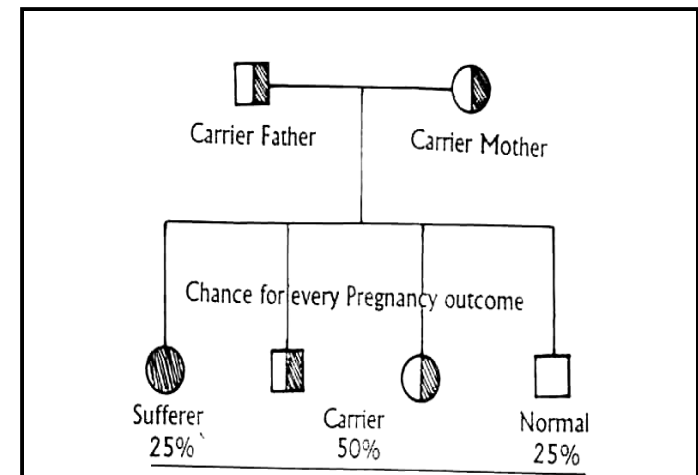 Carrier Father
Carrier Mother
Chance for every Pregnancy outcome
Sufferer
Carrier
Normal
25%
50%
25%